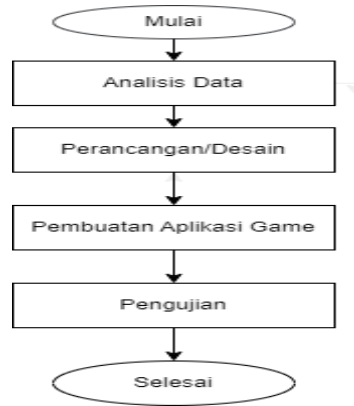 Mulai
Analisis Data
Perancangan/Desain
Pembuatan Aplikasi Game
Pengujian
Selesai